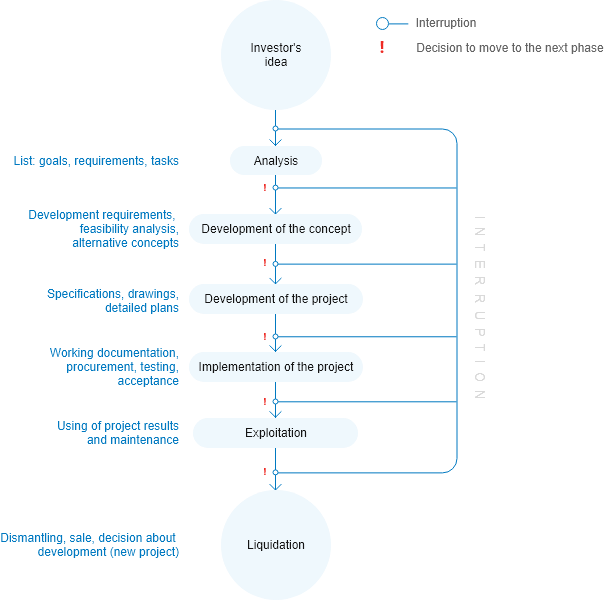 Investor's
idea
Interruption
! Decision to move to the next phase
List: goals, requirements, tasks
Analysis
!
Development requirements,
feasibility analysis,
alternative concepts
Development of the concept
!
Specifications, drawings,
detailed plans
Development of the project
!
Working documentation,
procurement, testing,
acceptance
Implementation of the project
!
Using of project results
and maintenance
Exploitation
!
Dismantling, sale, decision about
development (new project)
Liquidation
INTERRUPTION